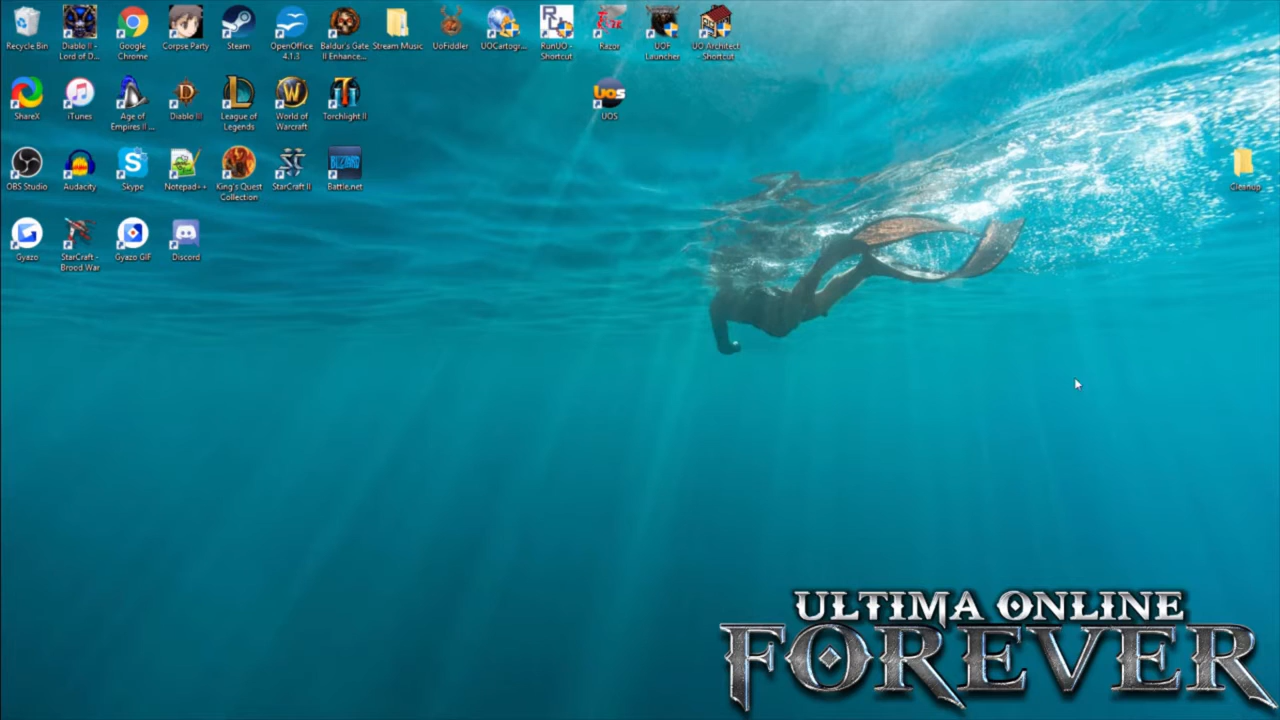 Recycle Bin
Diablo II -
Lord of D...
Google
Chrome
Corpse Party
Steam
OpenOffice
4.1.3
Baldur's Gate
II Enhance...
Stream Music
UoFiddler
UOCartogr...
RunUO -
Shortcut
Razor
UOF
Launcher
UO Architect
- Shortcut
ShareX
iTunes
Age of
Empires II ...
Diablo III
League of
Legends
World of
Warcraft
Torchlight II
UOS
OBS Studio
Audacity
Skype
Notepad++
King's Quest
Collection
StarCraft II
BLIZZARD
Battle.net
Cleanup
Gyazo
StarCraft -
Brood War
Gyazo GIF
Discord
ULTIMA ONLINE
FOREVER